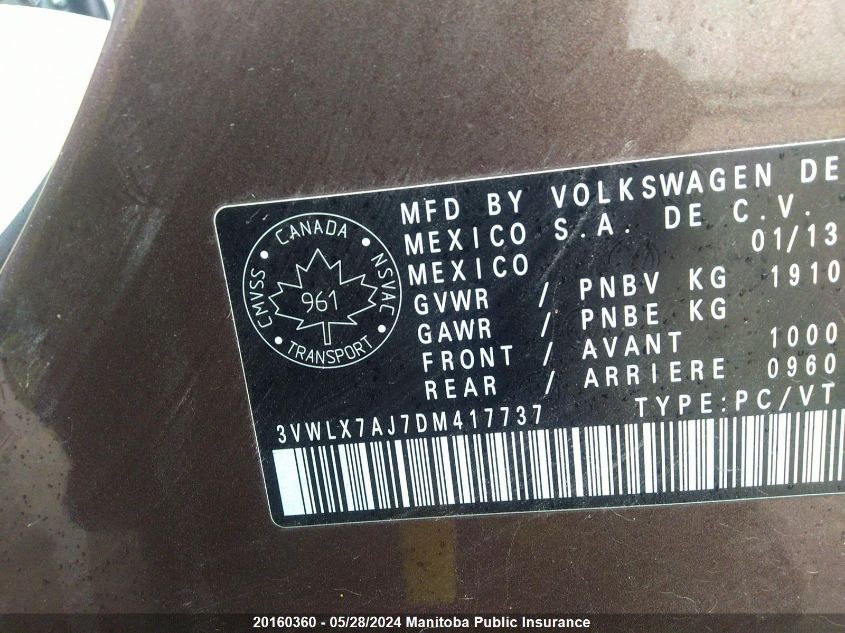 CANADA
CMVSS
NSVAC
961
TRANSPORT
MFD BY VOLKSWAGEN DE
MEXICO S.A. DE C.V.
MEXICO 01/13
GVWR / PNBV KG 1910
GAWR / PNBE KG
FRONT / AVANT 1000
REAR / ARRIERE 0960
3VWLX7AJ7DM417737 TYPE:PC/VT
20160360 - 05/28/2024 Manitoba Public Insurance